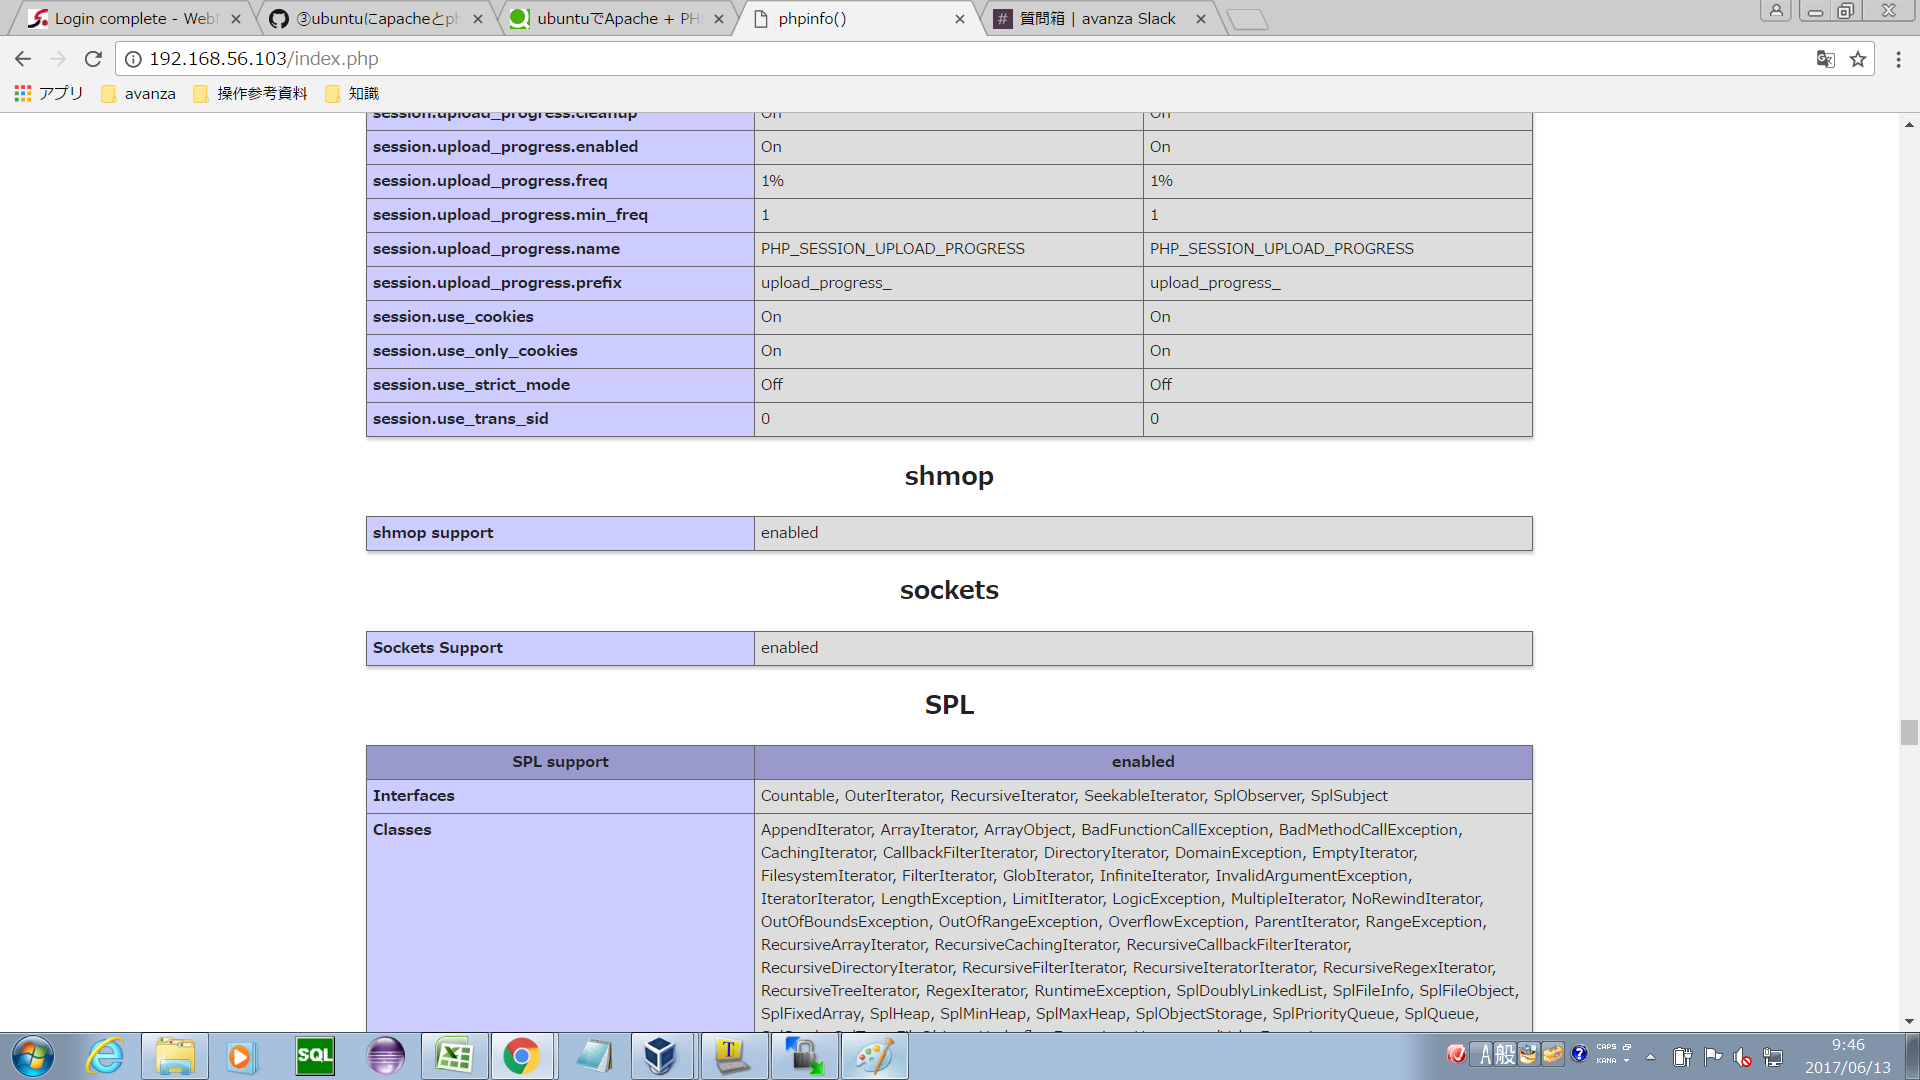 Login complete - Web
③ubuntuにapacheとph
ubuntuでApache + PH
phpinfo()
質問箱 | avanza Slack
192.168.56.103/index.php
アプリ
avanza
操作参考資料
知識
session.upload_progress.cleanup On On
session.upload_progress.enabled On On
session.upload_progress.freq 1% 1%
session.upload_progress.min_freq 1 1
session.upload_progress.name PHP_SESSION_UPLOAD_PROGRESS PHP_SESSION_UPLOAD_PROGRESS
session.upload_progress.prefix upload_progress_ upload_progress_
session.use_cookies On On
session.use_only_cookies On On
session.use_strict_mode Off Off
session.use_trans_sid 0 0
shmop
shmop support enabled
sockets
Sockets Support enabled
SPL
SPL support enabled
Interfaces Countable, OuterIterator, RecursiveIterator, SeekableIterator, SplObserver, SplSubject
Classes AppendIterator, ArrayIterator, ArrayObject, BadFunctionCallException, BadMethodCallException,
CachingIterator, CallbackFilterIterator, DirectoryIterator, DomainException, EmptyIterator,
FilesystemIterator, FilterIterator, GlobIterator, InfiniteIterator, InvalidArgumentException,
IteratorIterator, LengthException, LimitIterator, LogicException, MultipleIterator, NoRewindIterator,
OutOfBoundsException, OutOfRangeException, OverflowException, ParentIterator, RangeException,
RecursiveArrayIterator, RecursiveCachingIterator, RecursiveCallbackFilterIterator,
RecursiveDirectoryIterator, RecursiveFilterIterator, RecursiveIteratorIterator, RecursiveRegexIterator,
RecursiveTreeIterator, RegexIterator, RuntimeException, SplDoublyLinkedList, SplFileInfo, SplFileObject,
SplFixedArray, SplHeap, SplMinHeap, SplMaxHeap, SplObjectStorage, SplPriorityQueue, SplQueue,
SQL
A般
CAPS
KANA
9:46
2017/06/13